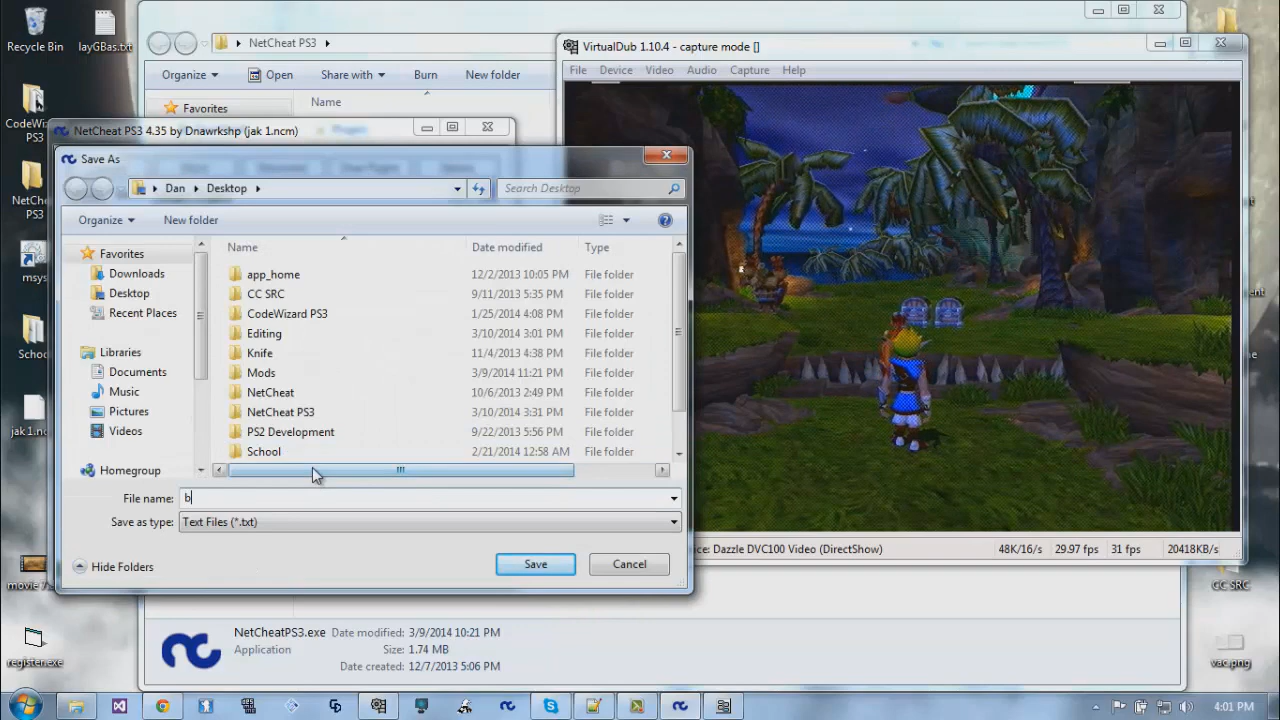 Recycle Bin
layGBas.txt
CodeWiz
PS3
NetChe
PS3
msys
Schoo
jak 1.nc
movie 7.
register.exe
NetCheat PS3
Organize
Open
Share with
Burn
New folder
Favorites
Name
NetCheat PS3 4.35 by Dnawrkshp (jak 1.ncm)
Save As
Dan
Desktop
Search Desktop
Organize
New folder
Favorites
Downloads
Desktop
Recent Places
Libraries
Documents
Music
Pictures
Videos
Homegroup
Name Date modified Type
app_home 12/2/2013 10:05 PM File folder
CC SRC 9/11/2013 5:35 PM File folder
CodeWizard PS3 1/25/2014 4:08 PM File folder
Editing 3/10/2014 3:01 PM File folder
Knife 11/4/2013 4:38 PM File folder
Mods 3/9/2014 11:21 PM File folder
NetCheat 10/6/2013 2:49 PM File folder
NetCheat PS3 3/10/2014 3:31 PM File folder
PS2 Development 9/22/2013 5:56 PM File folder
School 2/21/2014 12:58 AM File folder
File name: b
Save as type: Text Files (*.txt)
Hide Folders
Save
Cancel
VirtualDub 1.10.4 - capture mode []
File Device Video Audio Capture Help
ce: Dazzle DVC100 Video (DirectShow) 48K/16/s 29.97 fps 31 fps 20418KB/s
NetCheatPS3.exe Date modified: 3/9/2014 10:21 PM
Application Size: 1.74 MB
Date created: 12/7/2013 5:06 PM
CC SRC
vac.png
4:01 PM